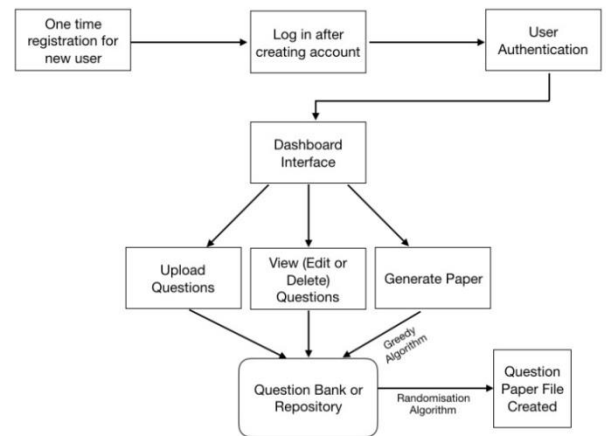 One time
registration for
new user
Log in after
creating account
User
Authentication
Dashboard
Interface
Upload
Questions
View (Edit or
Delete)
Questions
Generate Paper
Greedy
Algorithm
Question Bank or
Repository
Randomisation
Algorithm
Question
Paper File
Created